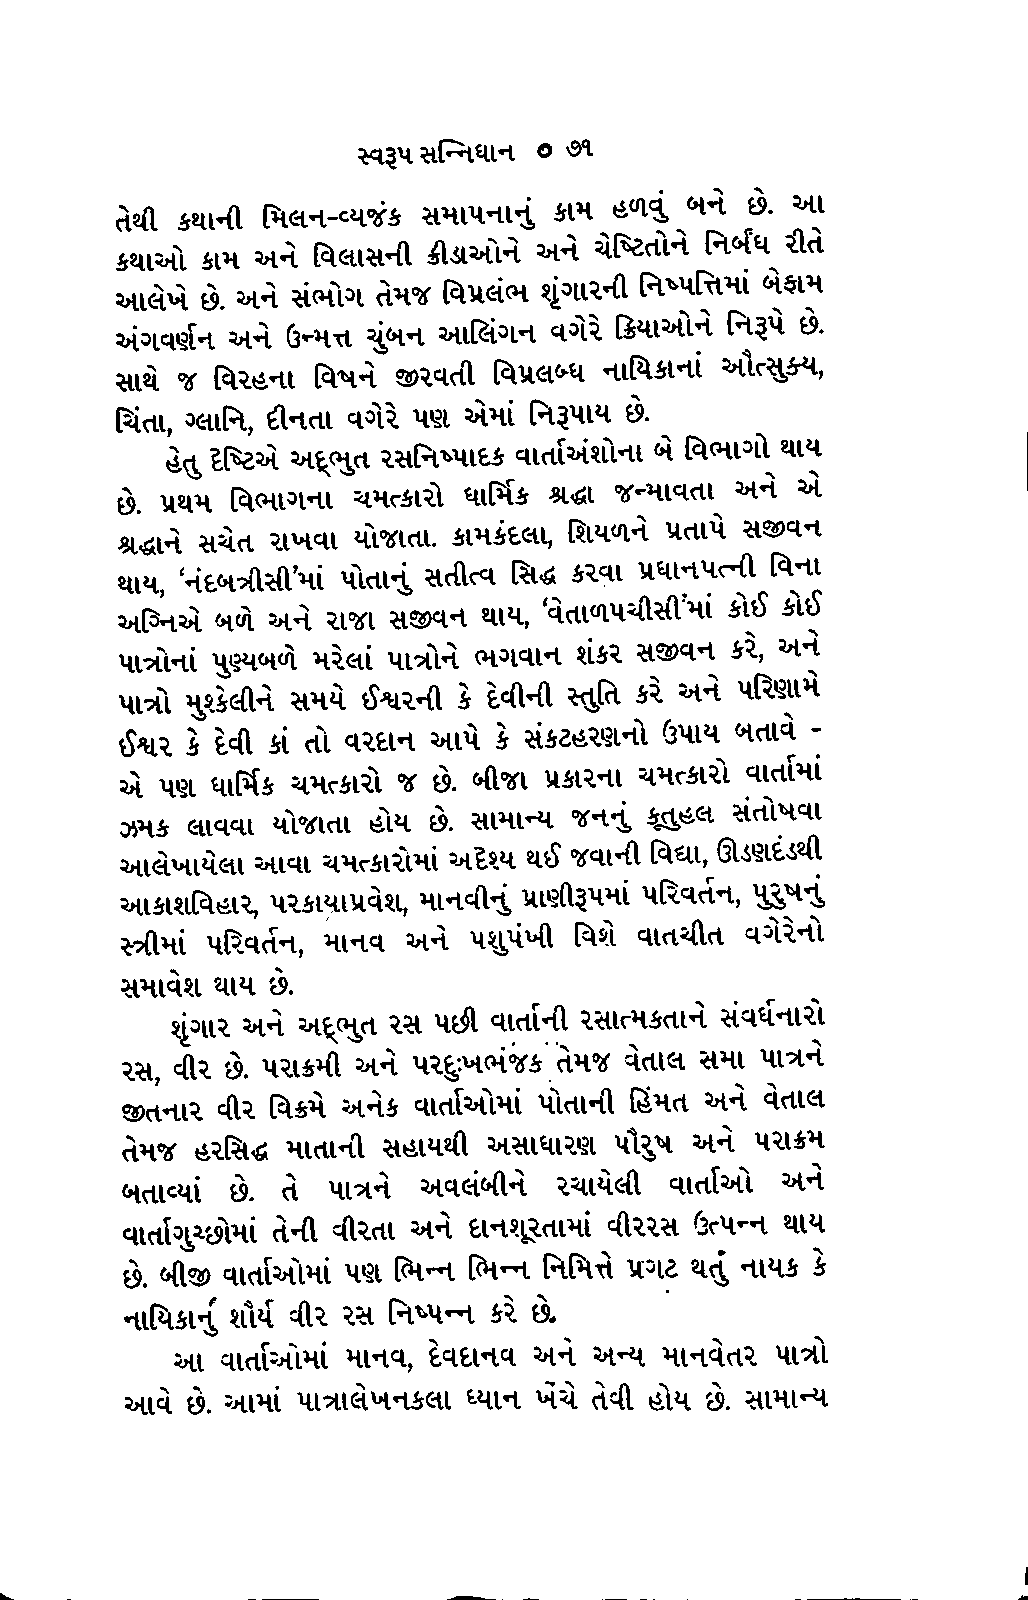 સ્વરૂપ સન્નિધાન ૦ ૭૧
તેથી કથાની મિલન-વ્યજંક સમાપનાનું કામ હળવું બને છે. આ
કથાઓ કામ અને વિલાસની ક્રીડાઓને અને ચેષ્ટિતોને નિર્બંધ રીતે
આલેખે છે. અને સંભોગ તેમજ વિપ્રલંભ શૃંગારની નિષ્પત્તિમાં બેફામ
અંગવર્ણન અને ઉન્મત્ત ચુંબન આલિંગન વગેરે ક્રિયાઓને નિરૂપે છે.
સાથે જ વિરહના વિષને જીરવતી વિપ્રલબ્ધ નાયિકાનાં ઔત્સુક્ય,
ચિંતા, ગ્લાનિ, દીનતા વગેરે પણ એમાં નિરૂપાય છે.
હેતુ દૃષ્ટિએ અદ્ભુત રસનિષ્પાદક વાર્તાઅંશોના બે વિભાગો થાય
છે. પ્રથમ વિભાગના ચમત્કારો ધાર્મિક શ્રદ્ધા જન્માવતા અને એ
શ્રદ્ધાને સચેત રાખવા યોજાતા. કામકંદલા, શિયળને પ્રતાપે સજીવન
થાય, ‘નંદબત્રીસી’માં પોતાનું સતીત્વ સિદ્ધ કરવા પ્રધાનપત્ની વિના
અગ્નિએ બળે અને રાજા સજીવન થાય, ‘વેતાળપચીસી’માં કોઈ કોઈ
પાત્રોનાં પુણ્યબળે મરેલાં પાત્રોને ભગવાન શંકર સજીવન કરે, અને
પાત્રો મુશ્કેલીને સમયે ઈશ્વરની કે દેવીની સ્તુતિ કરે અને પરિણામે
ઈશ્વર કે દેવી કાં તો વરદાન આપે કે સંકટહરણનો ઉપાય બતાવે -
એ પણ ધાર્મિક ચમત્કારો જ છે. બીજા પ્રકારના ચમત્કારો વાર્તામાં
ઝમક લાવવા યોજાતા હોય છે. સામાન્ય જનનું કૂતુહલ સંતોષવા
આલેખાયેલા આવા ચમત્કારોમાં અદૃશ્ય થઈ જવાની વિદ્યા, ઊડણદંડથી
આકાશવિહાર, પરકાયાપ્રવેશ, માનવીનું પ્રાણીરૂપમાં પરિવર્તન, પુરુષનું
સ્ત્રીમાં પરિવર્તન, માનવ અને પશુપંખી વિશે વાતચીત વગેરેનો
સમાવેશ થાય છે.
શૃંગાર અને અદ્ભુત રસ પછી વાર્તાની રસાત્મકતાને સંવર્ધનારો
રસ, વીર છે. પરાક્રમી અને પરદુઃખભંજક તેમજ વેતાલ સમા પાત્રને
જીતનાર વીર વિક્રમે અનેક વાર્તાઓમાં પોતાની હિંમત અને વેતાલ
તેમજ હરસિદ્ધ માતાની સહાયથી અસાધારણ પૌરુષ અને પરાક્રમ
બતાવ્યાં છે. તે પાત્રને અવલંબીને રચાયેલી વાર્તાઓ અને
વાર્તાગુચ્છોમાં તેની વીરતા અને દાનશૂરતામાં વીરરસ ઉત્પન્ન થાય
છે. બીજી વાર્તાઓમાં પણ ભિન્ન ભિન્ન નિમિત્તે પ્રગટ થતું નાયક કે
નાયિકાનું શૌર્ય વીર રસ નિષ્પન્ન કરે છે.
આ વાર્તાઓમાં માનવ, દેવદાનવ અને અન્ય માનવેતર પાત્રો
આવે છે. આમાં પાત્રાલેખનકલા ધ્યાન ખેંચે તેવી હોય છે. સામાન્ય